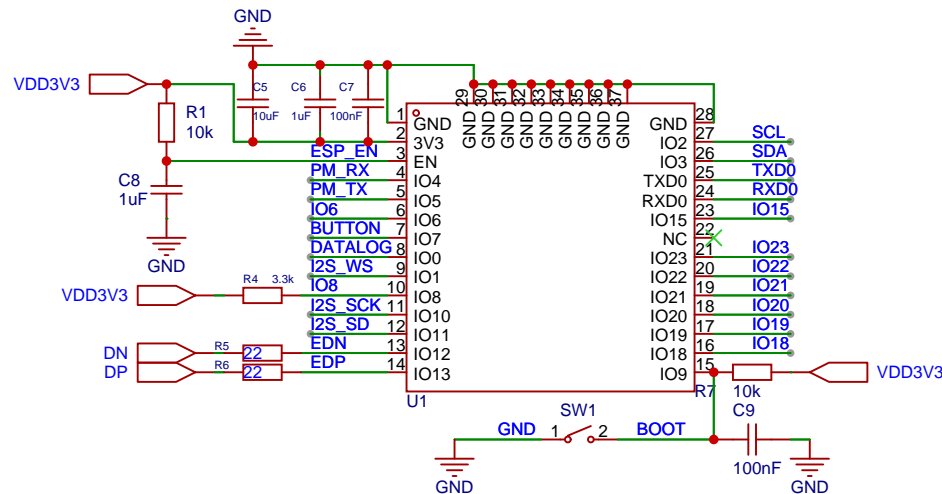 GND
VDD3V3
R1
10k
C5
10uF
C6
1uF
C7
100nF
C8
1uF
GND
ESP_EN
PM_RX
PM_TX
IO6
BUTTON
DATALOG
I2S_WS
IO8
I2S_SCK
I2S_SD
EDN
EDP
VDD3V3
R4 3.3k
DN
R5
22
DP
R6
22
1 GND
2 3V3
3 EN
4 IO4
5 IO5
6 IO6
7 IO7
8 IO0
9 IO1
10 IO8
11 IO10
12 IO11
13 IO12
14 IO13
U1
29 30 31 32 33 34 35 36 37
GND GND GND GND GND GND GND GND GND
GND 28
IO2 27 SCL
IO3 26 SDA
TXD0 25 TXD0
RXD0 24 RXD0
IO15 23 IO15
NC 22
IO23 21 IO23
IO22 20 IO22
IO21 19 IO21
IO20 18 IO20
IO19 17 IO19
IO18 16 IO18
IO9 15
R7
10k
VDD3V3
SW1
GND 1 2 BOOT
C9
100nF
GND
GND